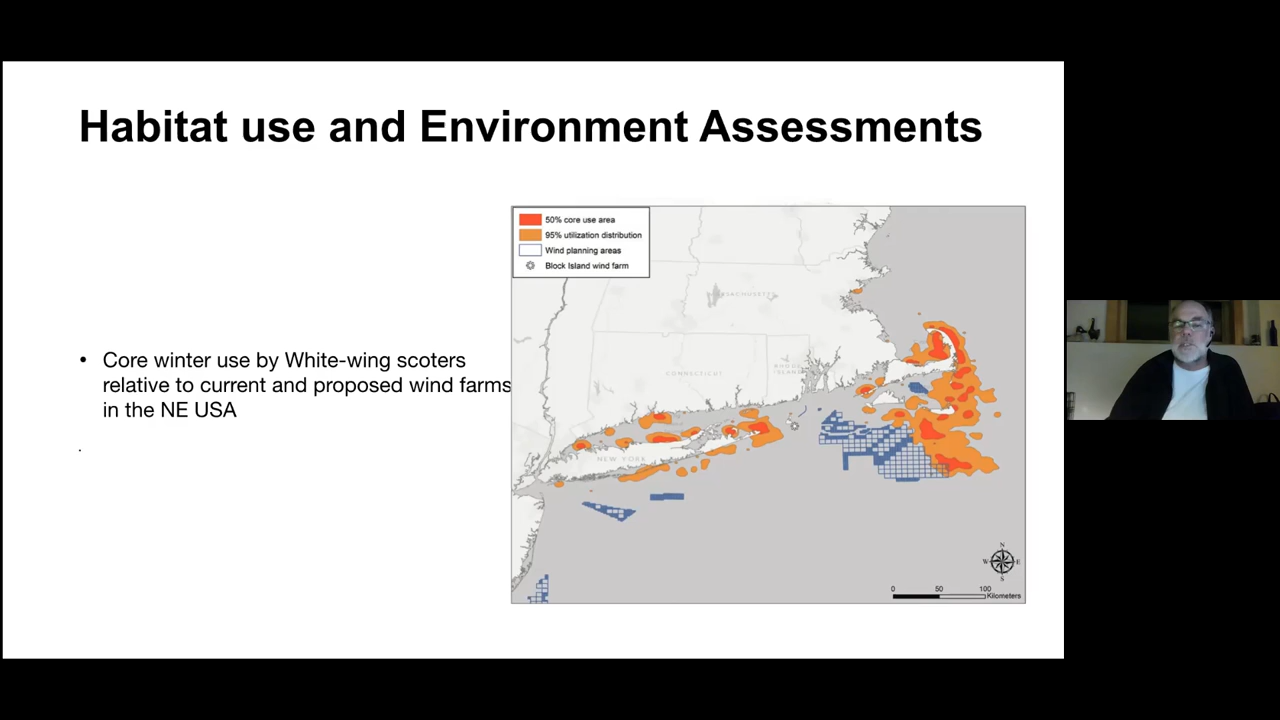 Habitat use and Environment Assessments
50% core use area
95% utilization distribution
Wind planning areas
Block Island wind farm
MASSACHUSETTS
CONNECTICUT
RHODE
ISLAND
NEW YORK
• Core winter use by White-wing scoters
relative to current and proposed wind farms
in the NE USA
.
N
W E
S
0 50 100
Kilometers